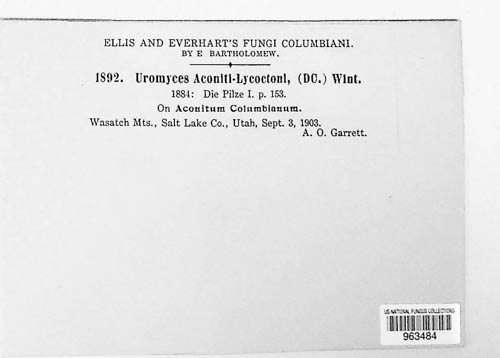 ELLIS AND EVERHART'S FUNGI COLUMBIANI.
BY E BARTHOLOMEW.
1892. Uromyces Aconiti-Lycoctoni, (DC.) Wint.
1884: Die Pilze I. p. 153.
On Aconitum Columbianum.
Wasatch Mts., Salt Lake Co., Utah, Sept. 3, 1903.
A. O. Garrett.
US NATIONAL FUNGUS COLLECTIONS
963484